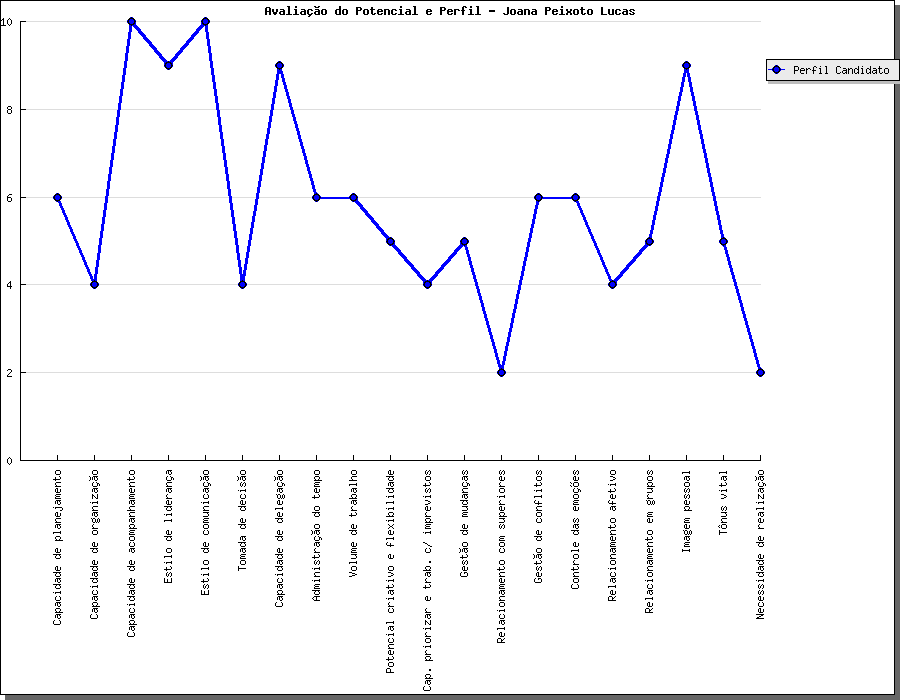 Avaliação do Potencial e Perfil - Joana Peixoto Lucas
Perfil Candidato
10
8
6
4
2
0
Capacidade de planejamento
Capacidade de organização
Capacidade de acompanhamento
Estilo de liderança
Estilo de comunicação
Tomada de decisão
Capacidade de delegação
Administração do tempo
Volume de trabalho
Potencial criativo e flexibilidade
Cap. priorizar e trab. c/ imprevistos
Gestão de mudanças
Relacionamento com superiores
Gestão de conflitos
Controle das emoções
Relacionamento afetivo
Relacionamento em grupos
Imagem pessoal
Tônus vital
Necessidade de realização